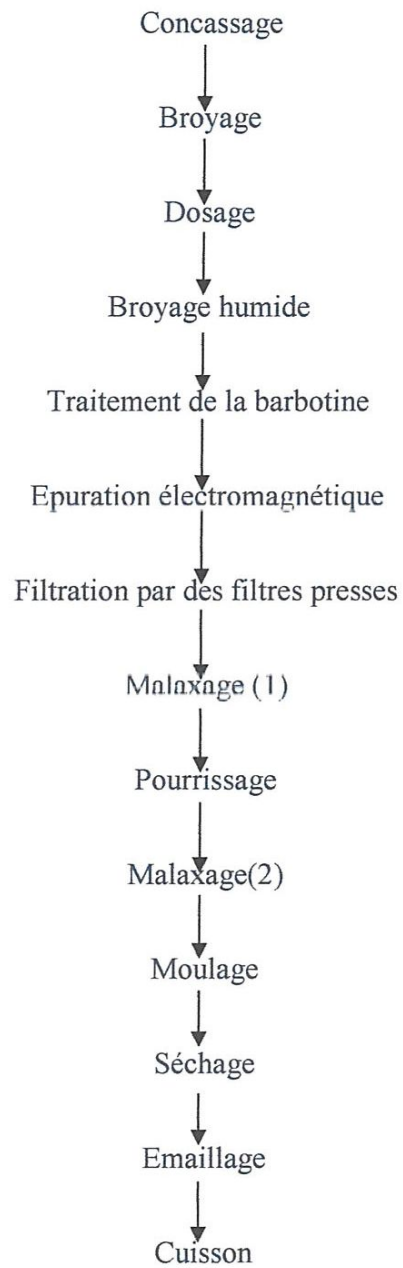 Concassage
Broyage
Dosage
Broyage humide
Traitement de la barbotine
Epuration électromagnétique
Filtration par des filtres presses
Malaxage (1)
Pourrissage
Malaxage(2)
Moulage
Séchage
Emaillage
Cuisson